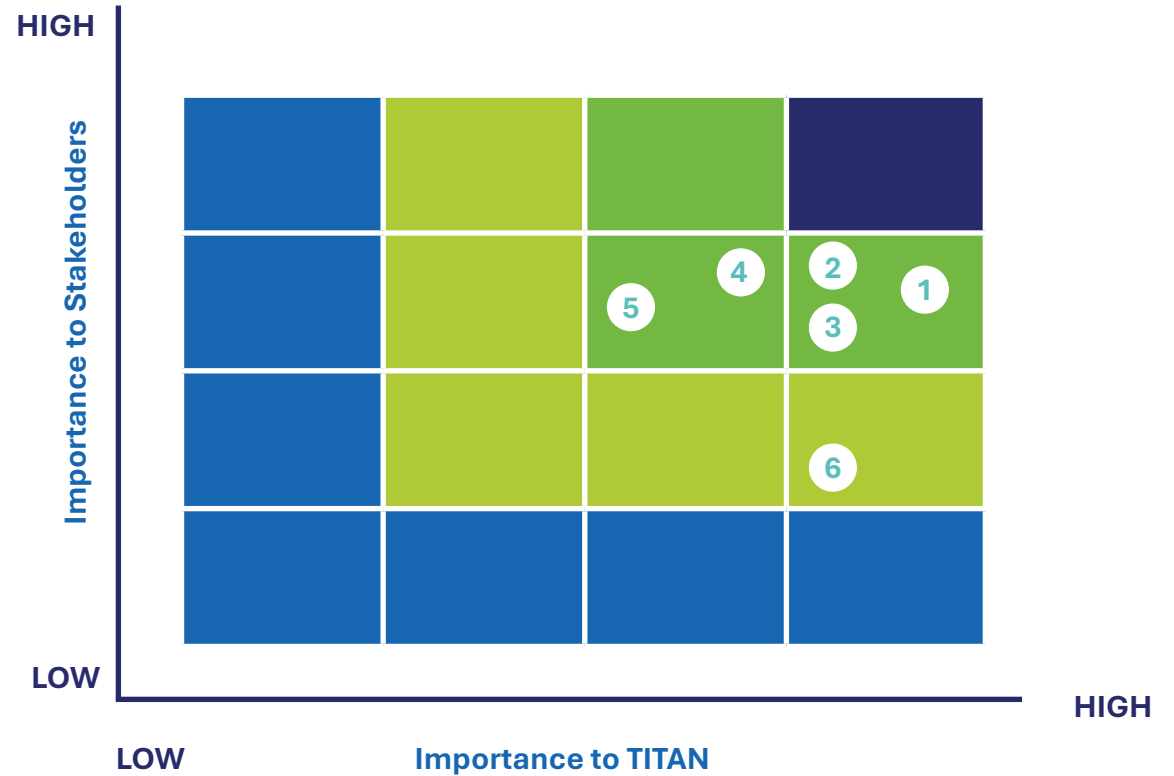 HIGH
Importance to Stakeholders
4
2
1
5
3
6
LOW
HIGH
LOW
Importance to TITAN